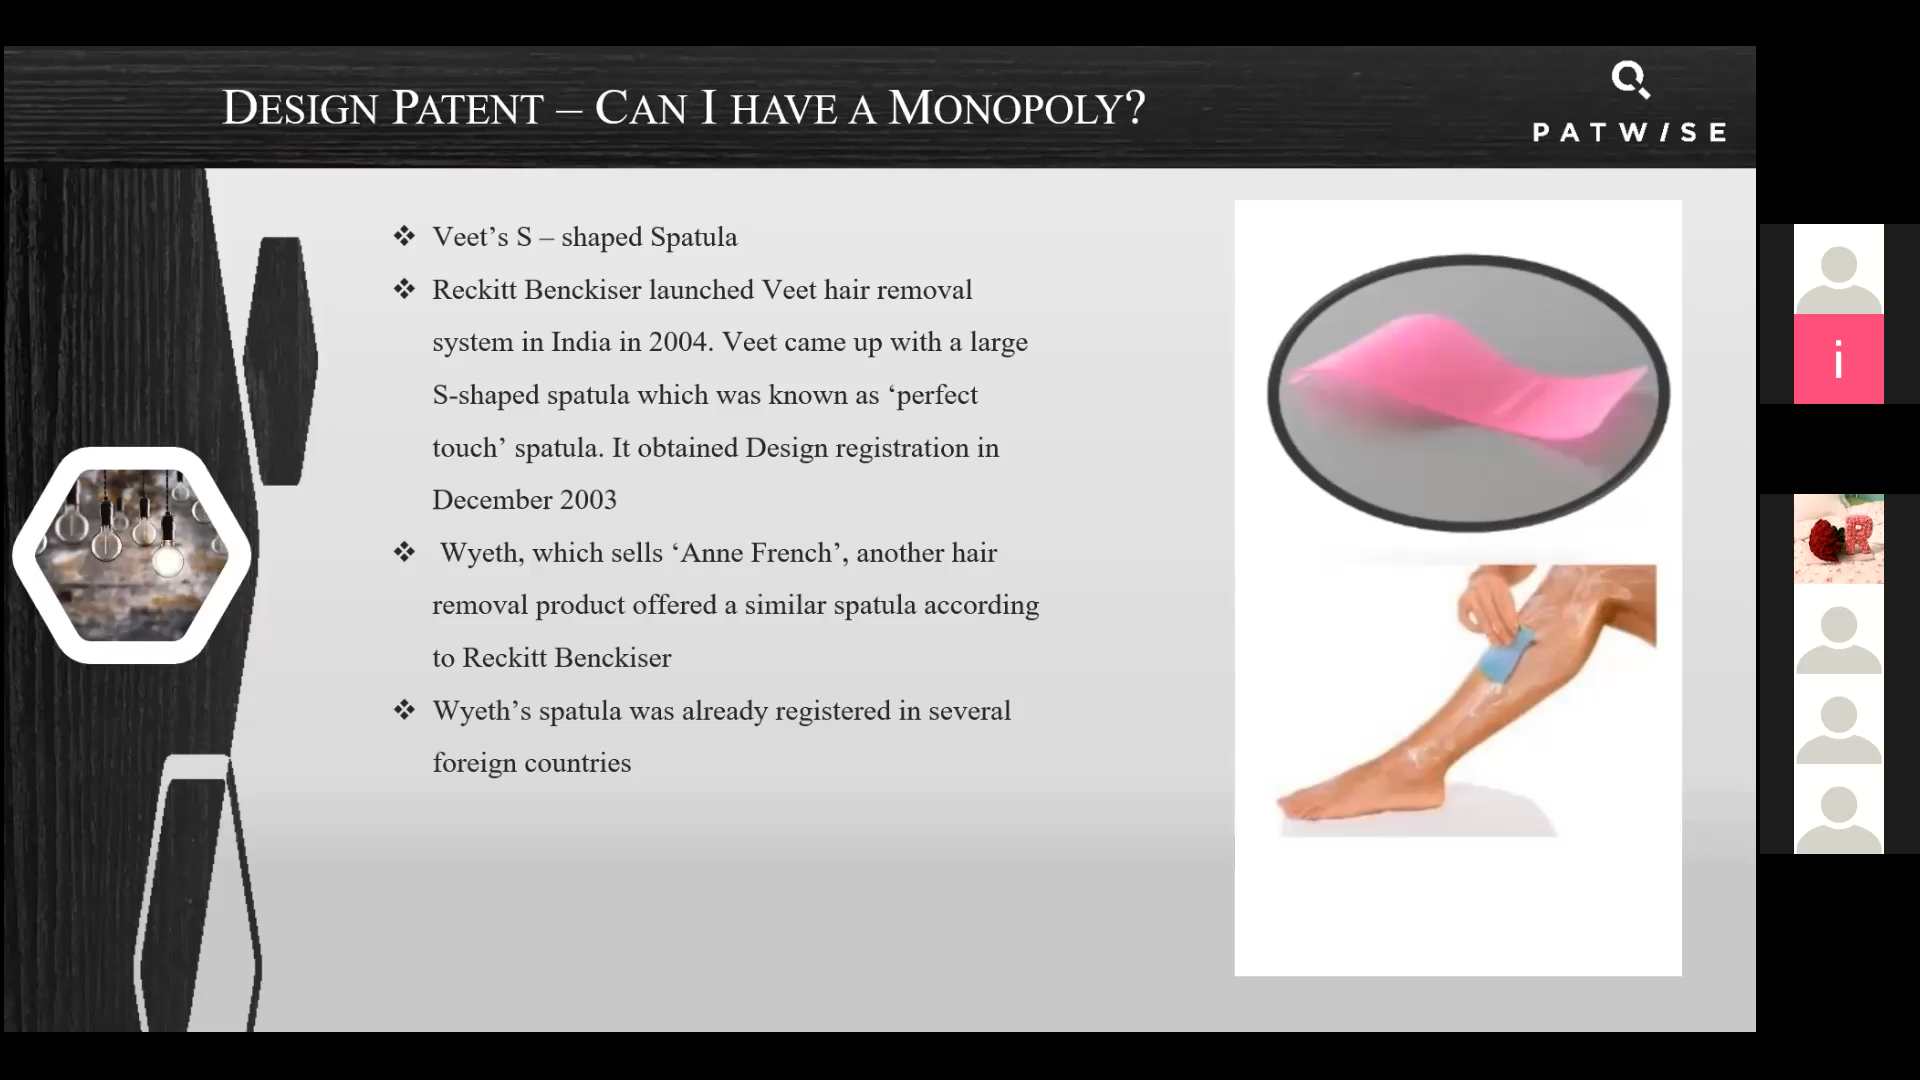 DESIGN PATENT – CAN I HAVE A MONOPOLY?
PATWISE
❖ Veet’s S – shaped Spatula
❖ Reckitt Benckiser launched Veet hair removal
system in India in 2004. Veet came up with a large
S-shaped spatula which was known as ‘perfect
touch’ spatula. It obtained Design registration in
December 2003
❖ Wyeth, which sells ‘Anne French’, another hair
removal product offered a similar spatula according
to Reckitt Benckiser
❖ Wyeth’s spatula was already registered in several
foreign countries
i
R